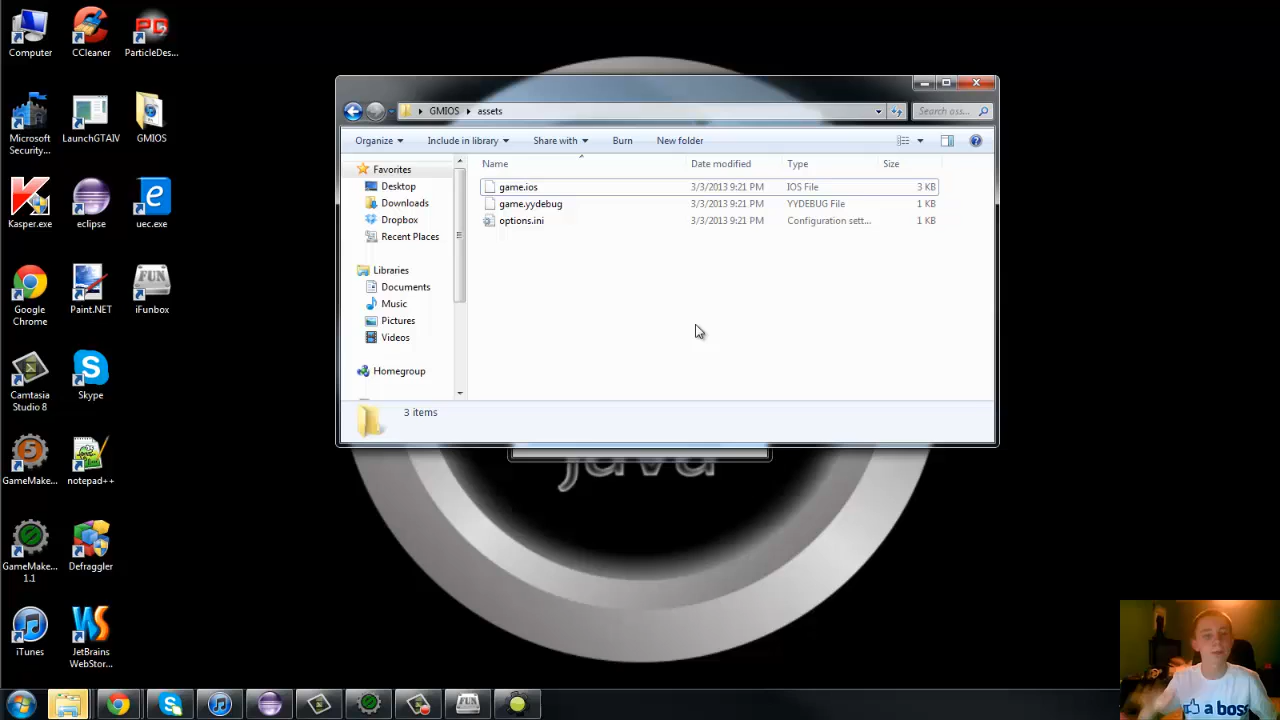 Computer
CCleaner
ParticleDes...
Microsoft
Security...
LaunchGTAIV
GMIOS
Kasper.exe
eclipse
uec.exe
Google
Chrome
Paint.NET
iFunbox
FUN
Camtasia
Studio 8
Skype
GameMake...
notepad++
GameMake...
1.1
Defraggler
iTunes
JetBrains
WebStor...
GMIOS
assets
Search ass...
Organize
Include in library
Share with
Burn
New folder
Favorites
Desktop
Downloads
Dropbox
Recent Places
Libraries
Documents
Music
Pictures
Videos
Homegroup
Name
Date modified
Type
Size
game.ios 3/3/2013 9:21 PM IOS File 3 KB
game.yydebug 3/3/2013 9:21 PM YYDEBUG File 1 KB
options.ini 3/3/2013 9:21 PM Configuration sett... 1 KB
3 items
java
FUN
a boss